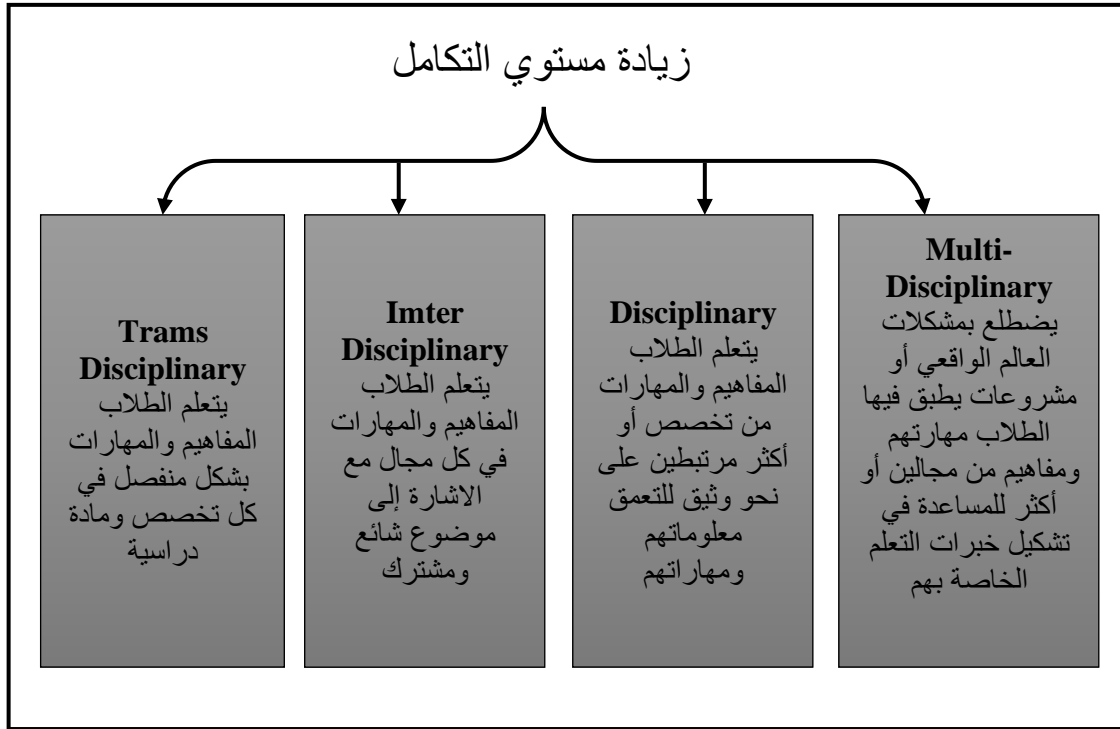 زيادة مستوي التكامل
Multi-
Disciplinary
يضطلع بمشكلات
العالم الواقعي أو
مشروعات يطبق فيها
الطلاب مهارتهم
ومفاهيم من مجالين أو
أكثر للمساعدة في
تشكيل خبرات التعلم
الخاصة بهم
Disciplinary
يتعلم الطلاب
المفاهيم والمهارات
من تخصص أو
أكثر مرتبطين على
نحو وثيق للتعمق
معلوماتهم
ومهاراتهم
Imter
Disciplinary
يتعلم الطلاب
المفاهيم والمهارات
في كل مجال مع
الاشارة إلى
موضوع شائع
ومشترك
Trams
Disciplinary
يتعلم الطلاب
المفاهيم والمهارات
بشكل منفصل في
كل تخصص ومادة
دراسية